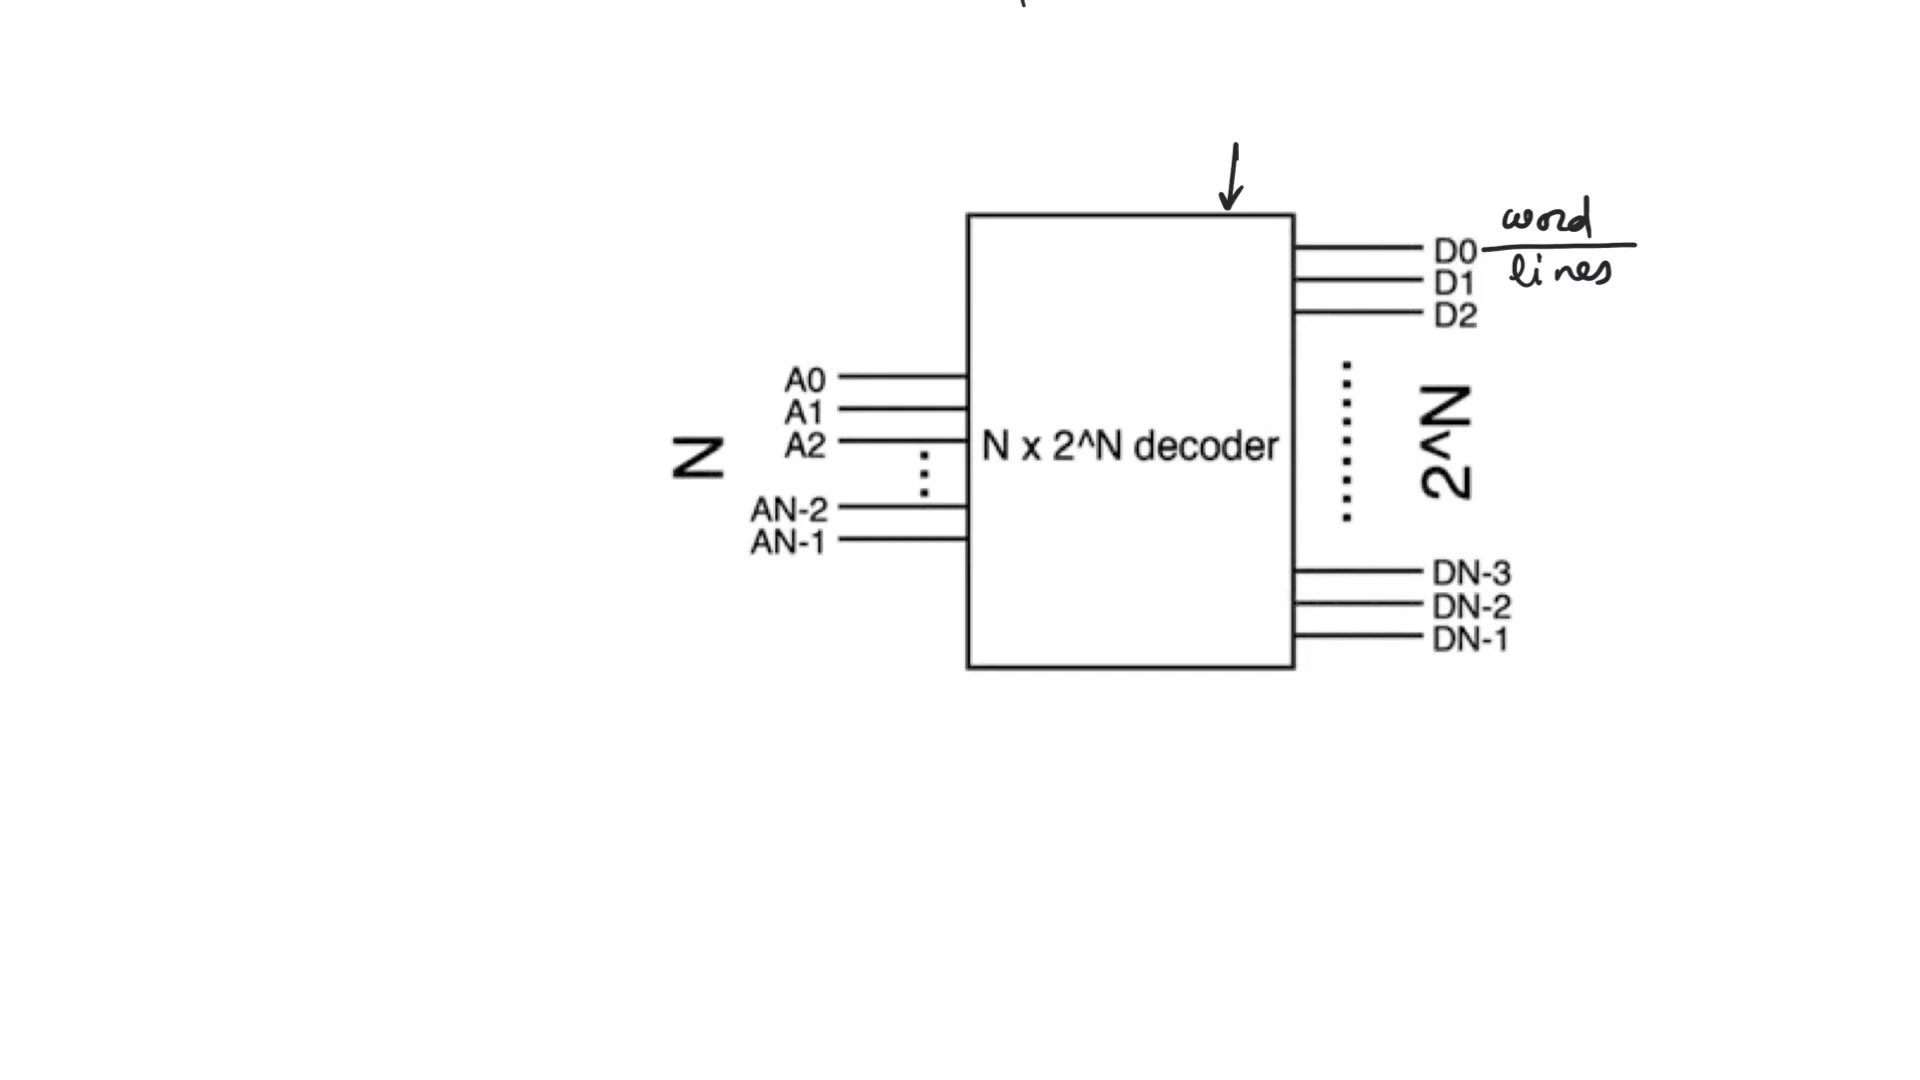 word
D0
lines
D1
D2
A0
A1
N
A2
N x 2^N decoder
2^N
AN-2
AN-1
DN-3
DN-2
DN-1